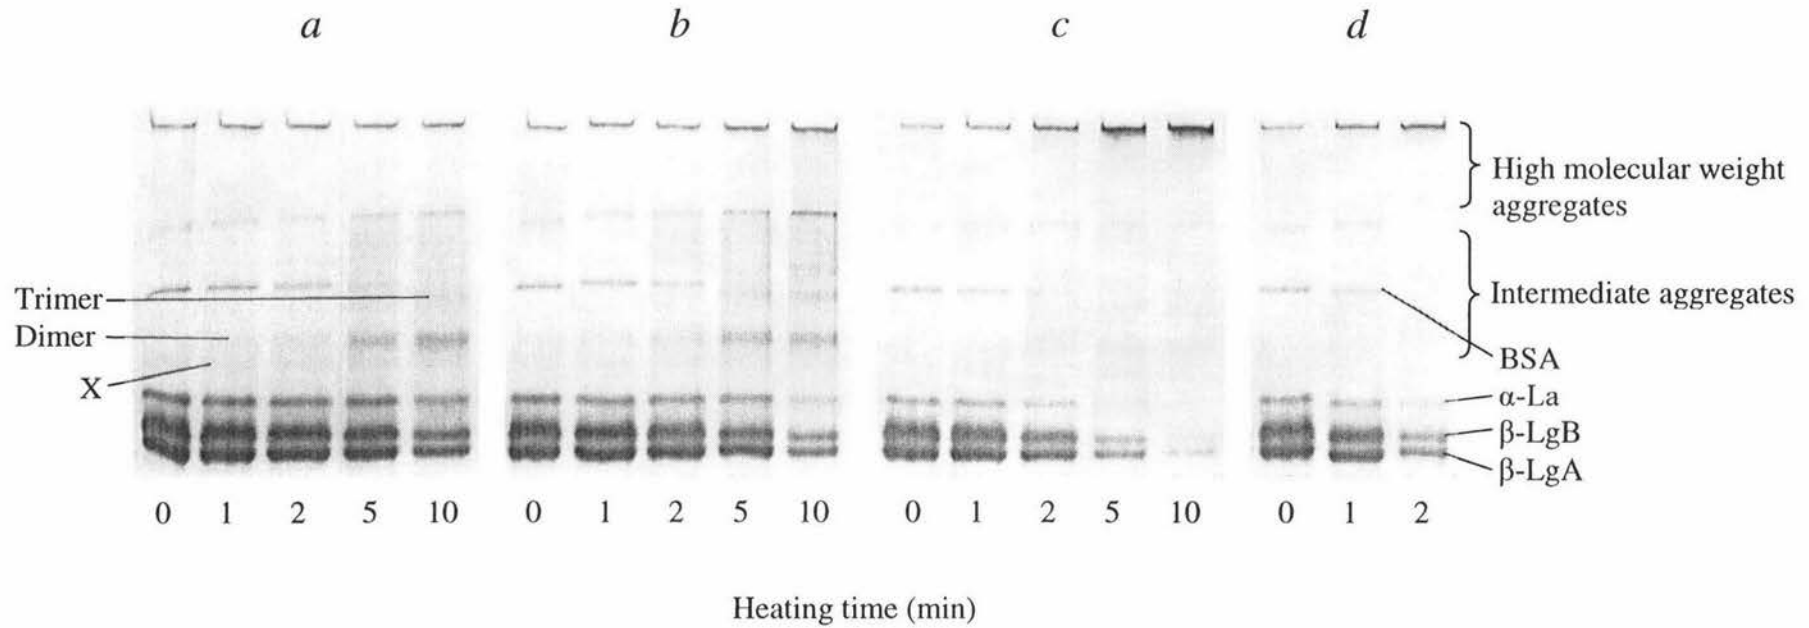 a b c d
High molecular weight
aggregates
Trimer
Intermediate aggregates
Dimer
BSA
X
α-La
β-LgB
β-LgA
0 1 2 5 10 0 1 2 5 10 0 1 2 5 10 0 1 2
Heating time (min)